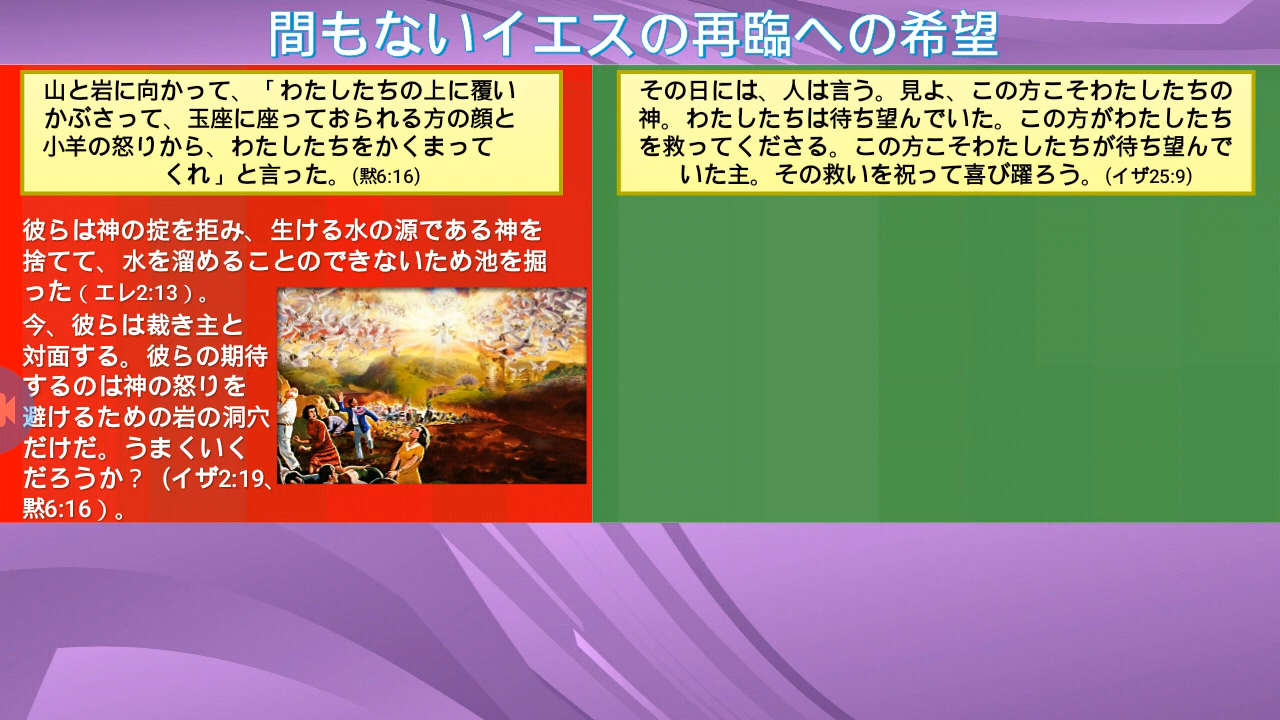 間もないイエスの再臨への希望
山と岩に向かって、「わたしたちの上に覆い
かぶさって、玉座に座っておられる方の顔と
小羊の怒りから、わたしたちをかくまって
くれ」と言った。(黙6:16)
その日には、人は言う。見よ、この方こそわたしたちの
神。わたしたちは待ち望んでいた。この方がわたしたち
を救ってくださる。この方こそわたしたちが待ち望んで
いた主。その救いを祝って喜び躍ろう。(イザ25:9)
彼らは神の掟を拒み、生ける水の源である神を
捨てて、水を溜めることのできないため池を掘
った（エレ2:13）。
今、彼らは裁き主と
対面する。彼らの期待
するのは神の怒りを
避けるための岩の洞穴
だけだ。うまくいく
だろうか？（イザ2:19、
黙6:16）。